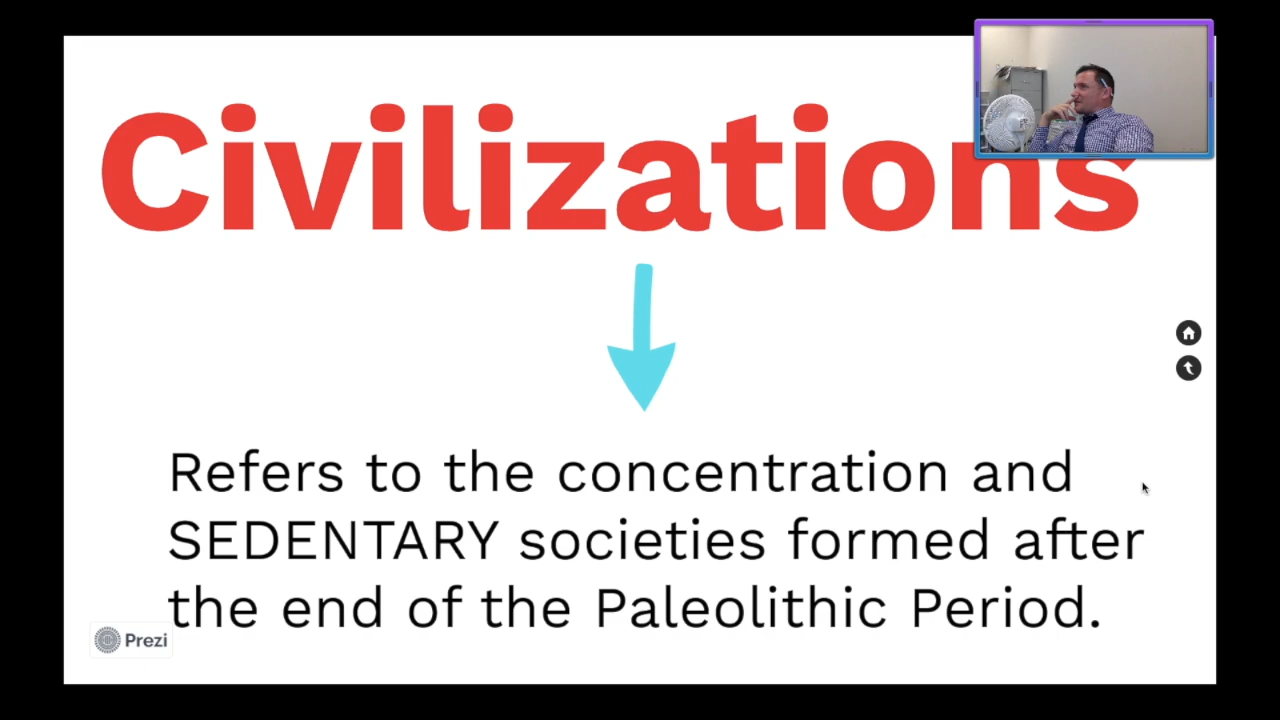 Civilizations
Refers to the concentration and
SEDENTARY societies formed after
the end of the Paleolithic Period.
Prezi